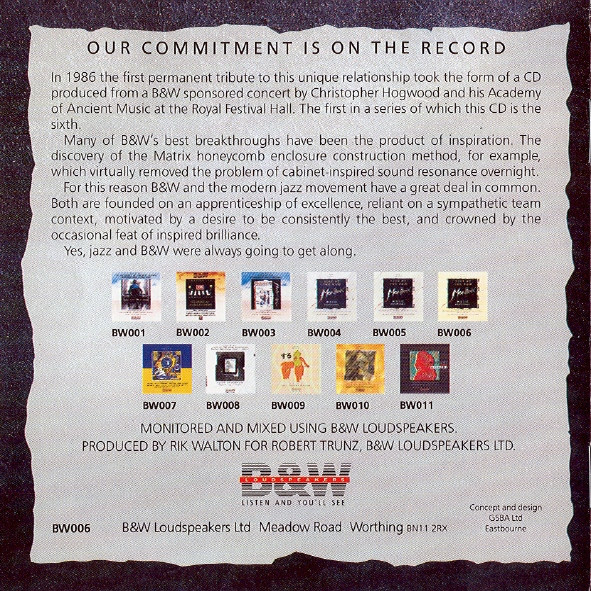 OUR COMMITMENT IS ON THE RECORD
In 1986 the first permanent tribute to this unique relationship took the form of a CD
produced from a B&W sponsored concert by Christopher Hogwood and his Academy
of Ancient Music at the Royal Festival Hall. The first in a series of which this CD is the
sixth.
Many of B&W's best breakthroughs have been the product of inspiration. The
discovery of the Matrix honeycomb enclosure construction method, for example,
which virtually removed the problem of cabinet-inspired sound resonance overnight.
For this reason B&W and the modern jazz movement have a great deal in common.
Both are founded on an apprenticeship of excellence, reliant on a sympathetic team
context, motivated by a desire to be consistently the best, and crowned by the
occasional feat of inspired brilliance.
Yes, jazz and B&W were always going to get along.
BW001 BW002 BW003 BW004 BW005 BW006
BW007 BW008 BW009 BW010 BW011
MONITORED AND MIXED USING B&W LOUDSPEAKERS.
PRODUCED BY RIK WALTON FOR ROBERT TRUNZ, B&W LOUDSPEAKERS LTD.
B&W
LOUDSPEAKERS
LISTEN AND YOU'LL SEE
Concept and design
GSBA Ltd
Eastbourne
BW006 B&W Loudspeakers Ltd Meadow Road Worthing BN11 2RX